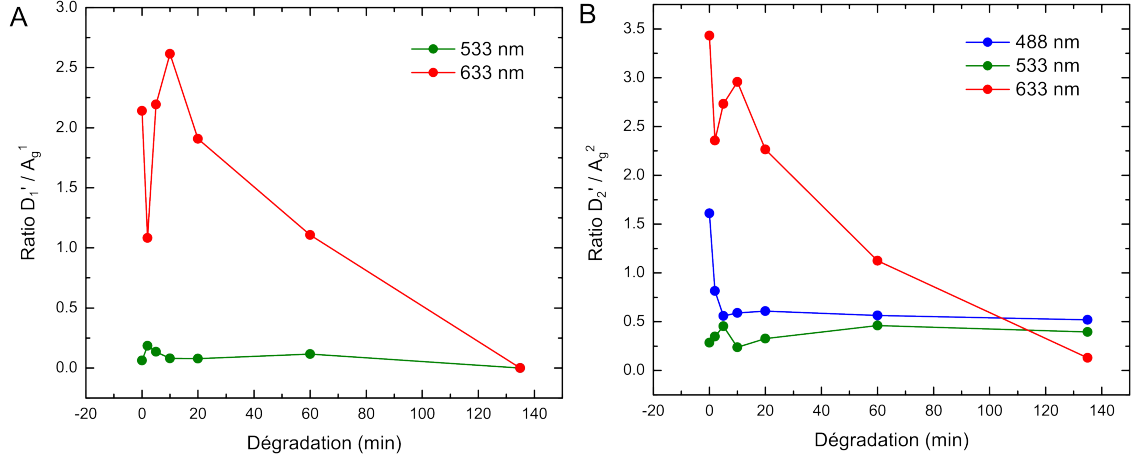 A
533 nm
633 nm
Ratio D₁' / A_g¹
3.0
2.5
2.0
1.5
1.0
0.5
0.0
-20 0 20 40 60 80 100 120 140
Dégradation (min)
B
488 nm
533 nm
633 nm
Ratio D₂' / A_g²
3.5
3.0
2.5
2.0
1.5
1.0
0.5
0.0
-20 0 20 40 60 80 100 120 140
Dégradation (min)